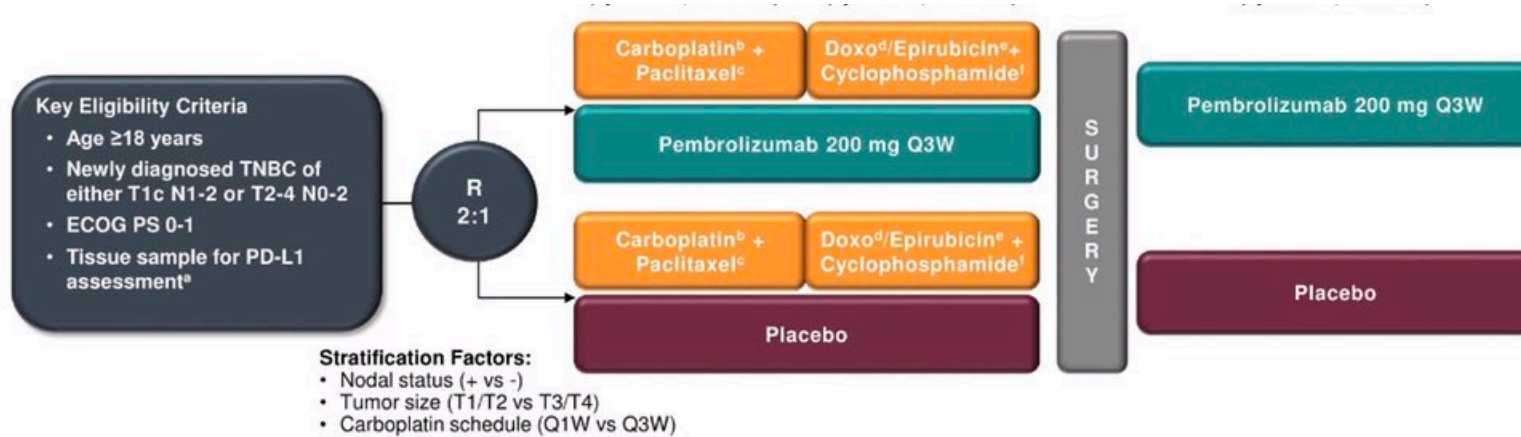 Key Eligibility Criteria
• Age ≥18 years
• Newly diagnosed TNBC of
either T1c N1-2 or T2-4 N0-2
• ECOG PS 0-1
• Tissue sample for PD-L1
assessmentᵃ
R
2:1
Stratification Factors:
• Nodal status (+ vs -)
• Tumor size (T1/T2 vs T3/T4)
• Carboplatin schedule (Q1W vs Q3W)
Carboplatinᵇ +
Paclitaxelᶜ
Doxoᵈ/Epirubicinᵉ+
Cyclophosphamideᶠ
Pembrolizumab 200 mg Q3W
Carboplatinᵇ +
Paclitaxelᶜ
Doxoᵈ/Epirubicinᵉ +
Cyclophosphamideᶠ
Placebo
SURGERY
Pembrolizumab 200 mg Q3W
Placebo